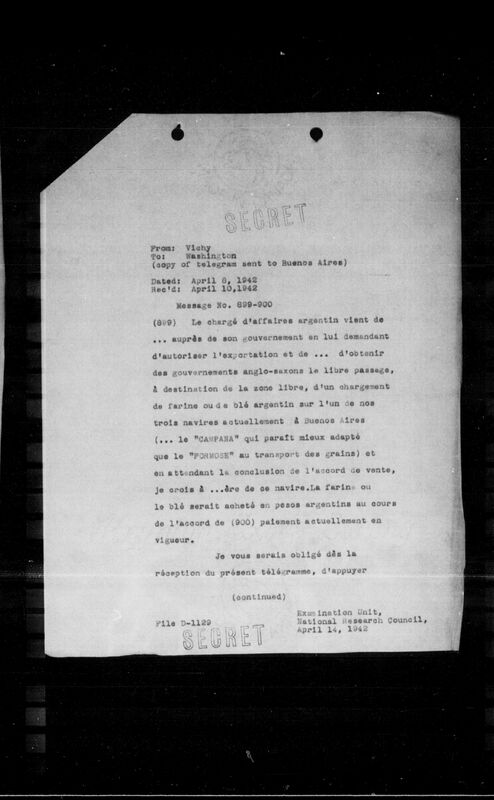 SECRET
From: Vichy
To: Washington
(copy of telegram sent to Buenos Aires)
Dated: April 8, 1942
Rec'd: April 10,1942
Message No. 899-900
(899) Le chargé d'affaires argentin vient de
... auprès de son gouvernement en lui demandant
d'autoriser l'exportation et de ... d'obtenir
des gouvernements anglo-saxons le libre passage,
à destination de la zone libre, d'un chargement
de farine ou de blé argentin sur l'un de nos
trois navires actuellement à Buenos Aires
(... le "CAMPANA" qui paraît mieux adapté
que le "FORMOSE" au transport des grains) et
en attendant la conclusion de l'accord de vente,
je crois à ...ère de ce navire.La farine ou
le blé serait acheté en pesos argentins au cours
de l'accord de (900) paiement actuellement en
vigueur.
Je vous serais obligé dès la
réception du présent télégramme, d'appuyer
(continued)
Examination Unit,
File D-1129 National Research Council,
SECRET April 14, 1942